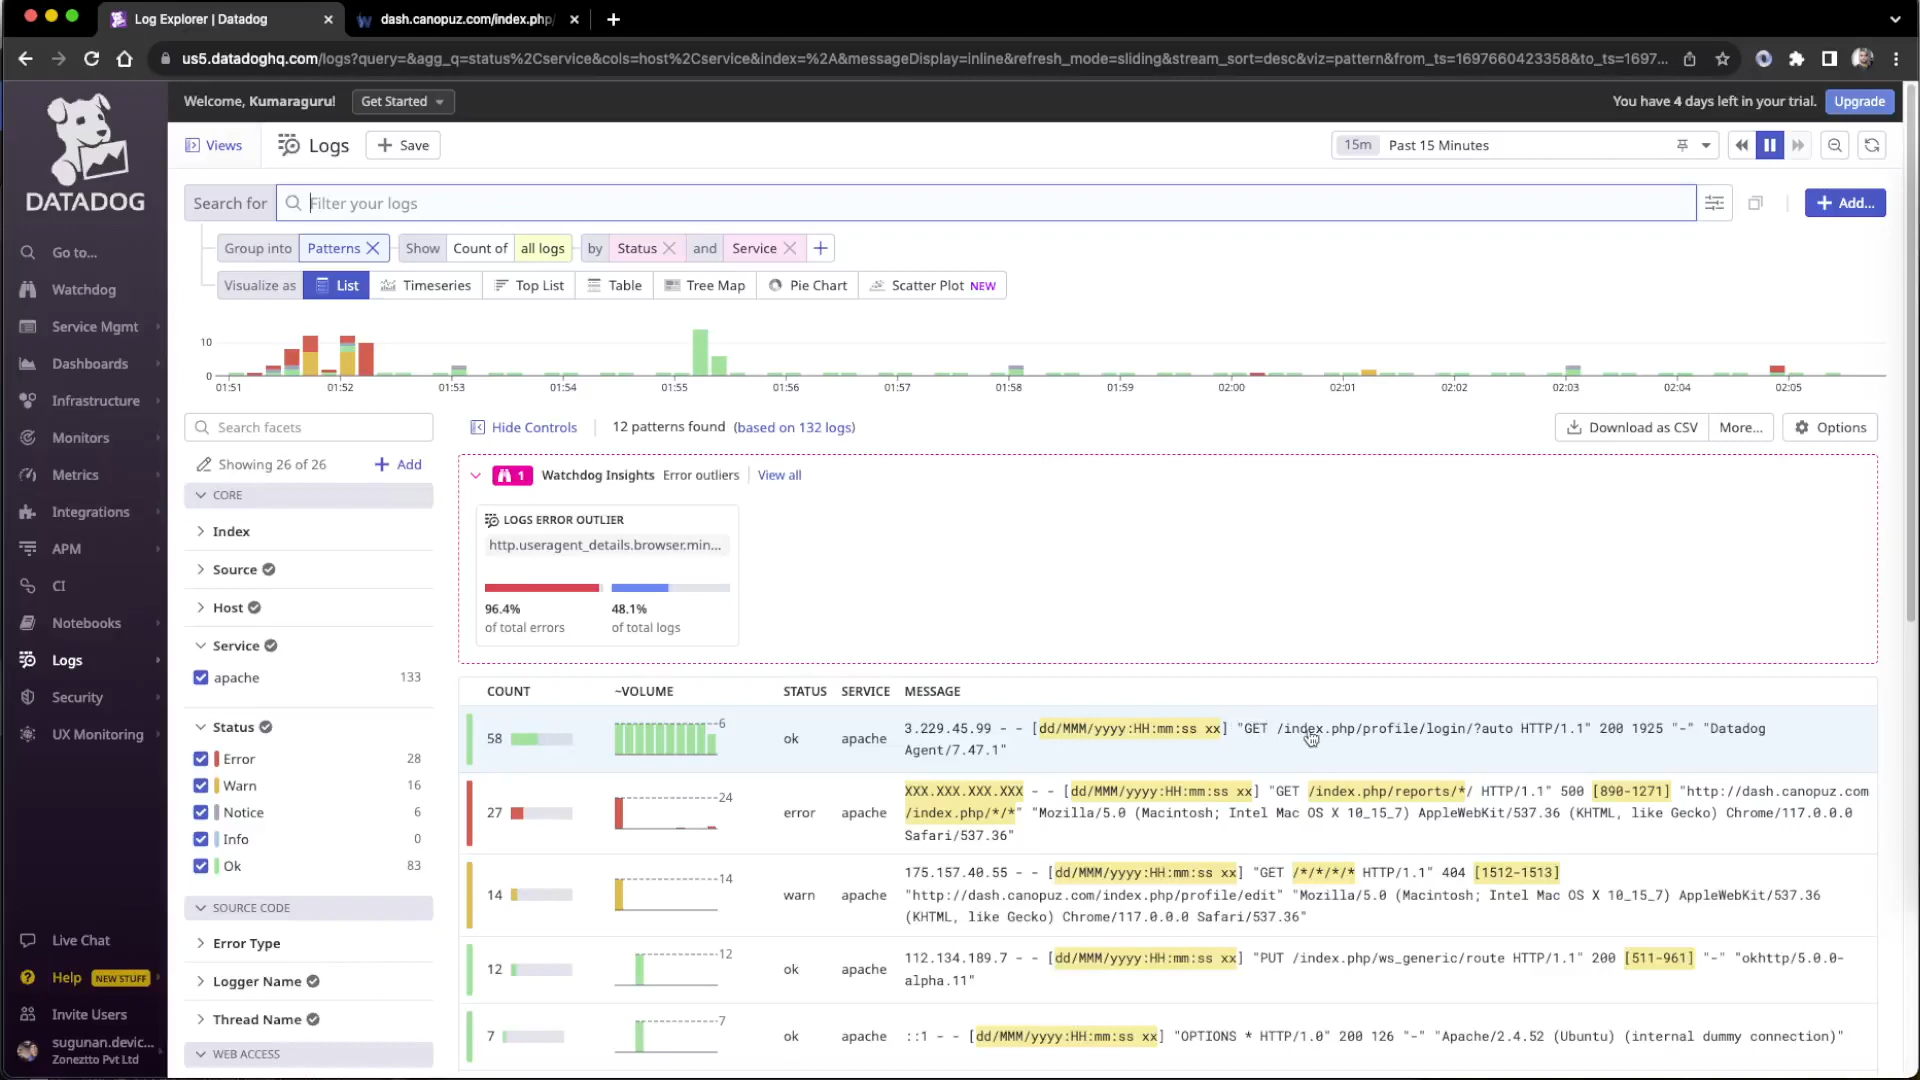 Log Explorer | Datadog
dash.canopuz.com/index.php/
us5.datadoghq.com/logs?query=&agg_q=status%2Cservice&cols=host%2Cservice&index=%2A&messageDisplay=inline&refresh_mode=sliding&stream_sort=desc&viz=pattern&from_ts=1697660423358&to_ts=1697...
DATADOG
Go to...
Watchdog
Service Mgmt
Dashboards
Infrastructure
Monitors
Metrics
Integrations
APM
CI
Notebooks
Logs
Security
UX Monitoring
Live Chat
Help NEW STUFF
Invite Users
sugunan.devic...
Zoneztto Pvt Ltd
Welcome, Kumaraguru! Get Started
You have 4 days left in your trial. Upgrade
Views Logs + Save
15m Past 15 Minutes
Search for Filter your logs + Add...
Group into Patterns Show Count of all logs by Status and Service
Visualize as List Timeseries Top List Table Tree Map Pie Chart Scatter Plot NEW
10
0
01:51 01:52 01:53 01:54 01:55 01:56 01:57 01:58 01:59 02:00 02:01 02:02 02:03 02:04 02:05
Search facets
Showing 26 of 26 + Add
CORE
Index
Source
Host
Service
apache 133
Status
Error 28
Warn 16
Notice 6
Info 0
Ok 83
SOURCE CODE
Error Type
Logger Name
Thread Name
WEB ACCESS
Hide Controls 12 patterns found (based on 132 logs)
Download as CSV More... Options
1 Watchdog Insights Error outliers View all
LOGS ERROR OUTLIER
http.useragent_details.browser.min...
96.4% 48.1%
of total errors of total logs
COUNT ~VOLUME STATUS SERVICE MESSAGE
58 6 ok apache 3.229.45.99 - - [dd/MMM/yyyy:HH:mm:ss xx] "GET /index.php/profile/login/?auto HTTP/1.1" 200 1925 "-" "Datadog
Agent/7.47.1"
27 24 error apache XXX.XXX.XXX.XXX - - [dd/MMM/yyyy:HH:mm:ss xx] "GET /index.php/reports/*/ HTTP/1.1" 500 [890-1271] "http://dash.canopuz.com
/index.php/*/*" "Mozilla/5.0 (Macintosh; Intel Mac OS X 10_15_7) AppleWebKit/537.36 (KHTML, like Gecko) Chrome/117.0.0.0
Safari/537.36"
14 14 warn apache 175.157.40.55 - - [dd/MMM/yyyy:HH:mm:ss xx] "GET /*/*/*/* HTTP/1.1" 404 [1512-1513]
"http://dash.canopuz.com/index.php/profile/edit" "Mozilla/5.0 (Macintosh; Intel Mac OS X 10_15_7) AppleWebKit/537.36
(KHTML, like Gecko) Chrome/117.0.0.0 Safari/537.36"
12 12 ok apache 112.134.189.7 - - [dd/MMM/yyyy:HH:mm:ss xx] "PUT /index.php/ws_generic/route HTTP/1.1" 200 [511-961] "-" "okhttp/5.0.0-
alpha.11"
7 7 ok apache ::1 - - [dd/MMM/yyyy:HH:mm:ss xx] "OPTIONS * HTTP/1.0" 200 126 "-" "Apache/2.4.52 (Ubuntu) (internal dummy connection)"